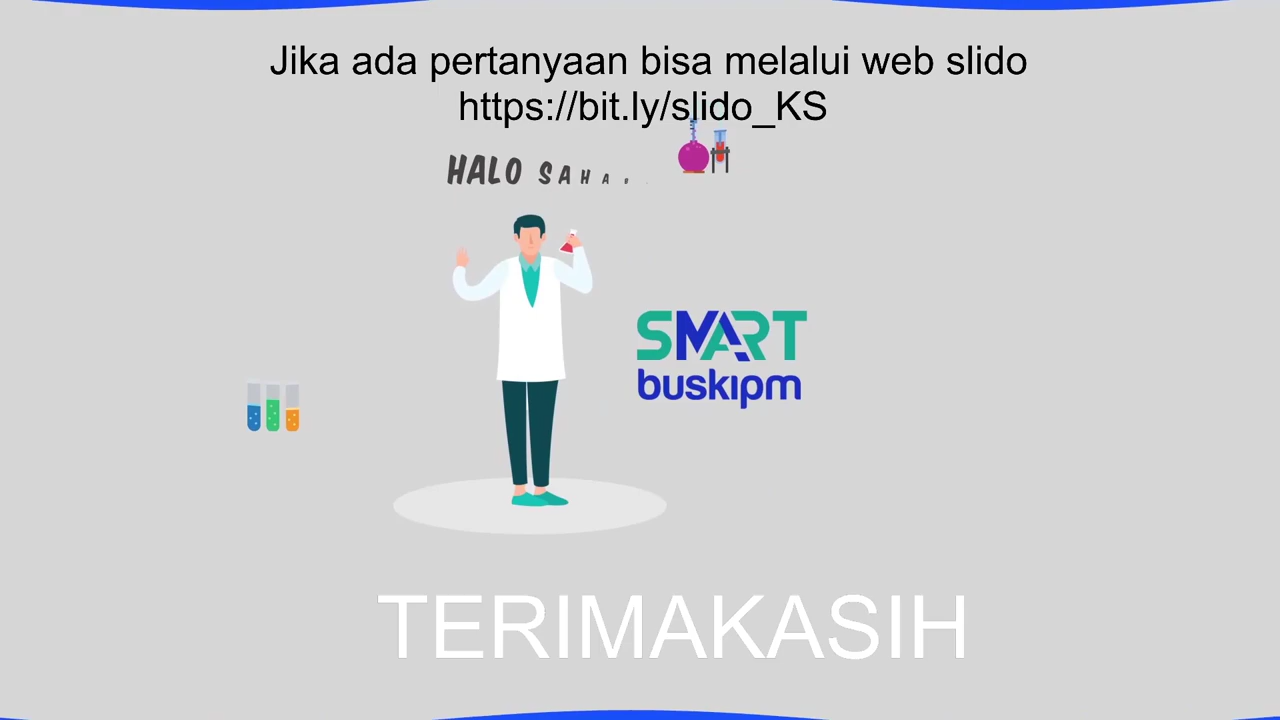 Jika ada pertanyaan bisa melalui web slido
https://bit.ly/slido_KS
HALO
SMART
buskipm
TERIMAKASIH